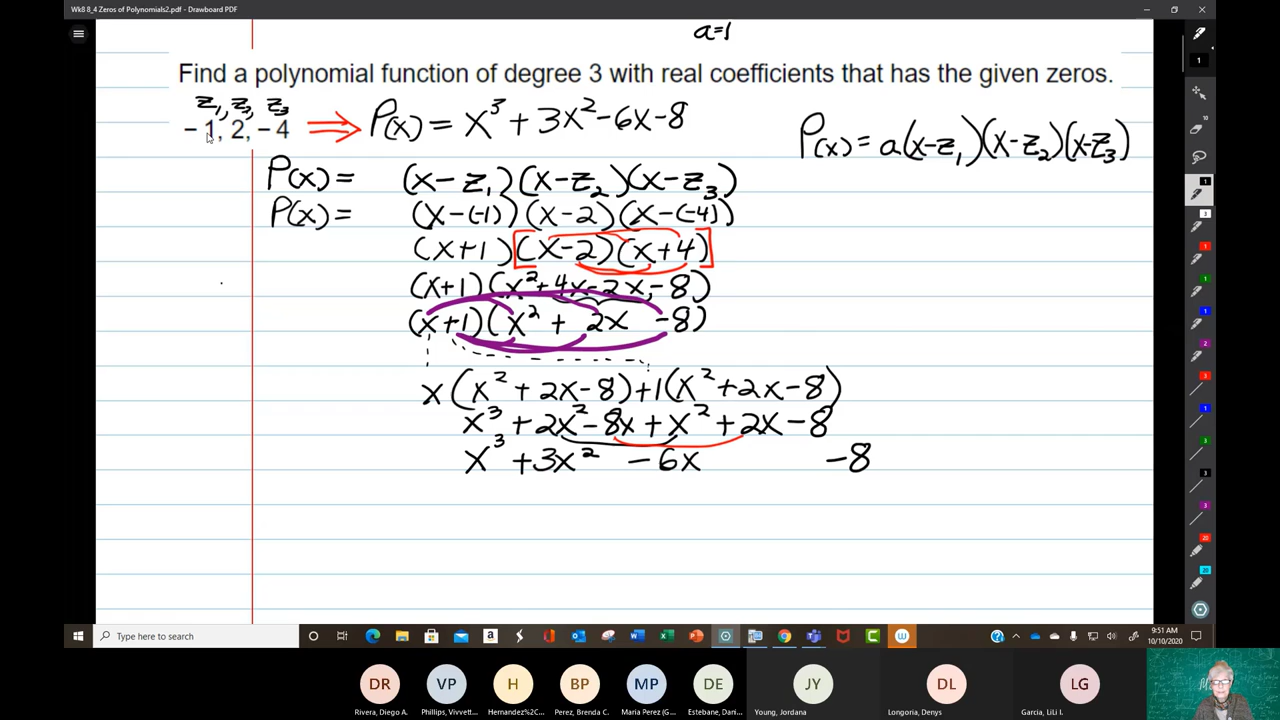 Wk8 8_4 Zeros of Polynomials2.pdf - Drawboard PDF
a=1
Find a polynomial function of degree 3 with real coefficients that has the given zeros.
z₁, z₂, z₃
− 1, 2, − 4 ⇒ P(x) = x³ + 3x² - 6x - 8
P(x) = a(x-z₁)(x-z₂)(x-z₃)
P(x) = (x - z₁)(x - z₂)(x - z₃)
P(x) = (x-(-1))(x-2)(x-(-4))
(x+1)[(x-2)(x+4)]
(x+1)(x²+4x-2x-8)
(x+1)(x² + 2x -8)
x(x²+2x-8)+1(x²+2x-8)
x³ + 2x² - 8x + x² + 2x - 8
x³ + 3x² - 6x -8
Type here to search
9:51 AM
10/10/2020
DR VP H BP MP DE JY DL LG
Rivera, Diego A. Phillips, Vivvett... Hernandez%2C... Perez, Brenda C. Maria Perez (G... Estebane, Dani... Young, Jordana Longoria, Denys Garcia, LiLi I.